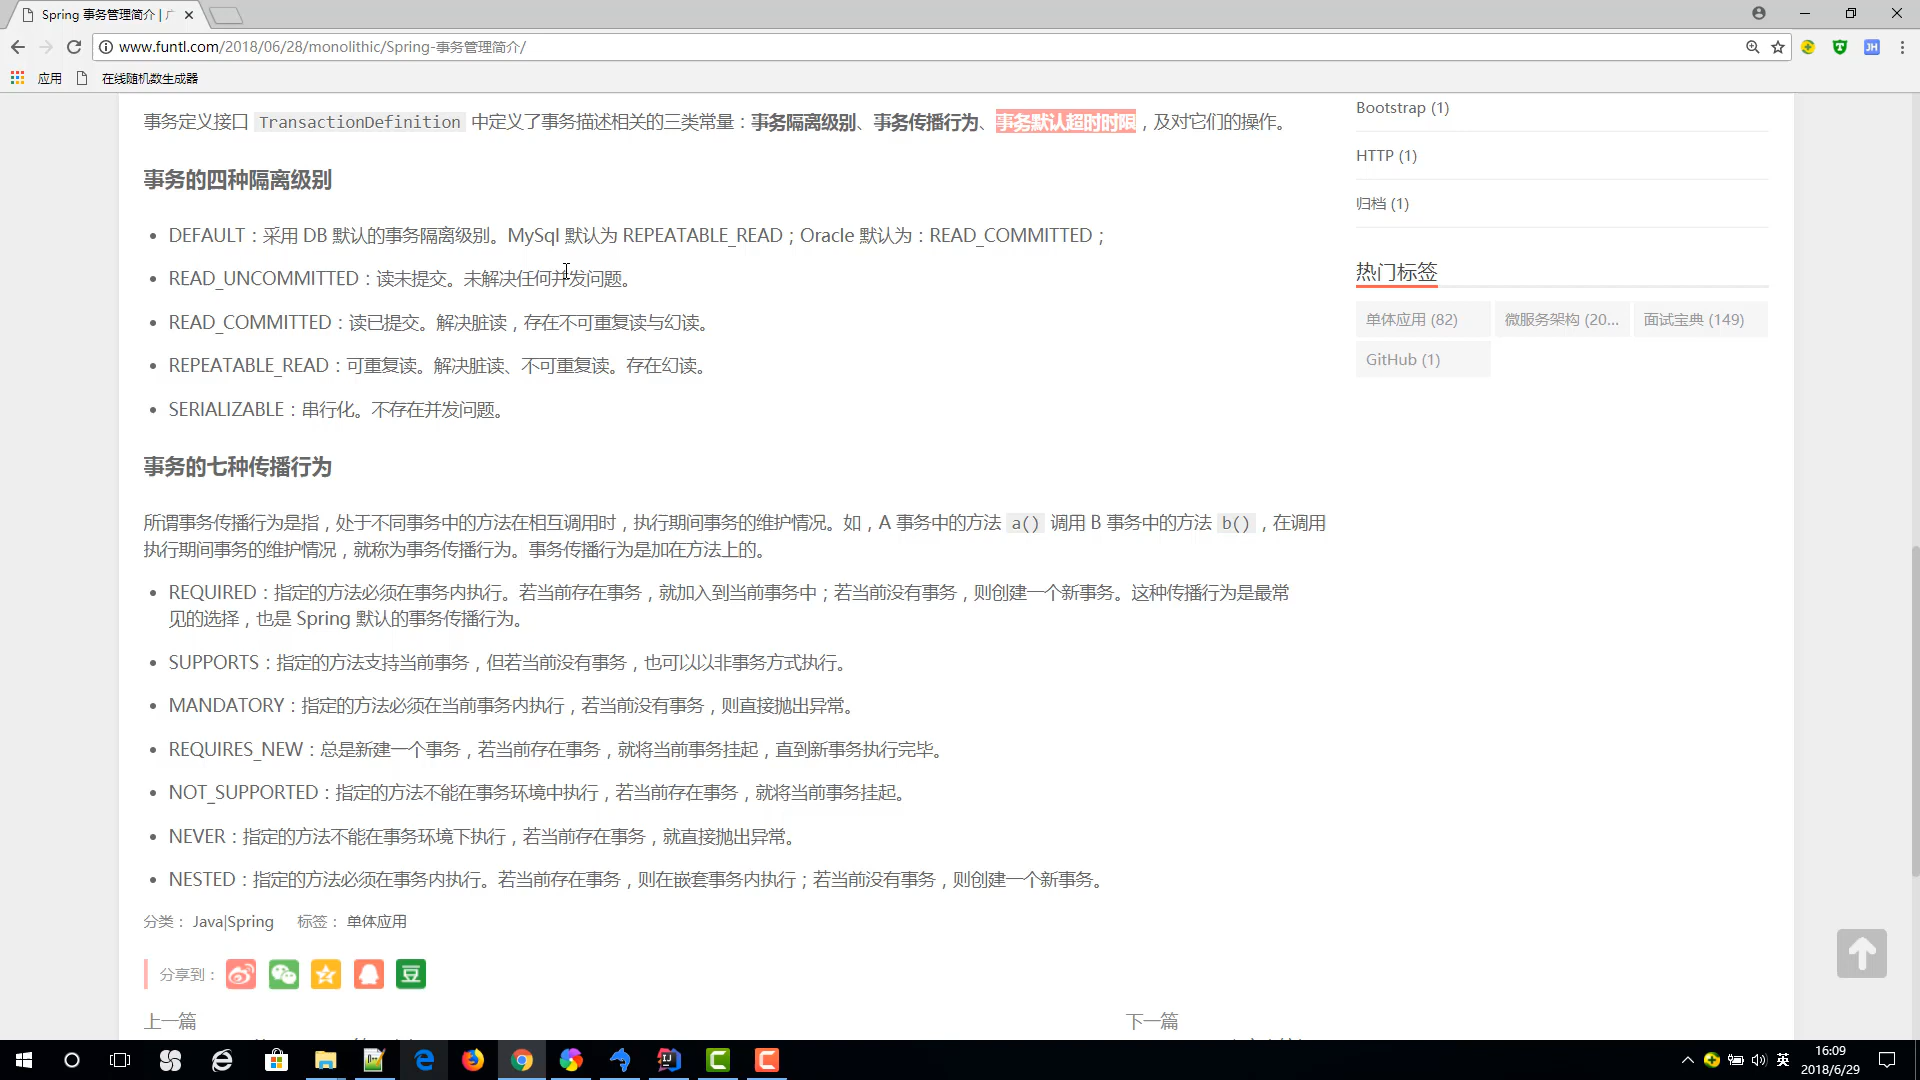 Spring 事务管理简介 | 广
www.funtl.com/2018/06/28/monolithic/Spring-事务管理简介/
应用
在线随机数生成器
事务定义接口 TransactionDefinition 中定义了事务描述相关的三类常量：事务隔离级别、事务传播行为、事务默认超时时限，及对它们的操作。
事务的四种隔离级别
• DEFAULT：采用 DB 默认的事务隔离级别。MySql 默认为 REPEATABLE_READ；Oracle 默认为：READ_COMMITTED；
• READ_UNCOMMITTED：读未提交。未解决任何并发问题。
• READ_COMMITTED：读已提交。解决脏读，存在不可重复读与幻读。
• REPEATABLE_READ：可重复读。解决脏读、不可重复读。存在幻读。
• SERIALIZABLE：串行化。不存在并发问题。
事务的七种传播行为
所谓事务传播行为是指，处于不同事务中的方法在相互调用时，执行期间事务的维护情况。如，A 事务中的方法 a() 调用 B 事务中的方法 b()，在调用
执行期间事务的维护情况，就称为事务传播行为。事务传播行为是加在方法上的。
• REQUIRED：指定的方法必须在事务内执行。若当前存在事务，就加入到当前事务中；若当前没有事务，则创建一个新事务。这种传播行为是最常
见的选择，也是 Spring 默认的事务传播行为。
• SUPPORTS：指定的方法支持当前事务，但若当前没有事务，也可以以非事务方式执行。
• MANDATORY：指定的方法必须在当前事务内执行，若当前没有事务，则直接抛出异常。
• REQUIRES_NEW：总是新建一个事务，若当前存在事务，就将当前事务挂起，直到新事务执行完毕。
• NOT_SUPPORTED：指定的方法不能在事务环境中执行，若当前存在事务，就将当前事务挂起。
• NEVER：指定的方法不能在事务环境下执行，若当前存在事务，就直接抛出异常。
• NESTED：指定的方法必须在事务内执行。若当前存在事务，则在嵌套事务内执行；若当前没有事务，则创建一个新事务。
分类： Java|Spring 标签： 单体应用
分享到：
豆
上一篇
下一篇
Bootstrap (1)
HTTP (1)
归档 (1)
热门标签
单体应用 (82)
微服务架构 (20...
面试宝典 (149)
GitHub (1)
JH
英
16:09
2018/6/29